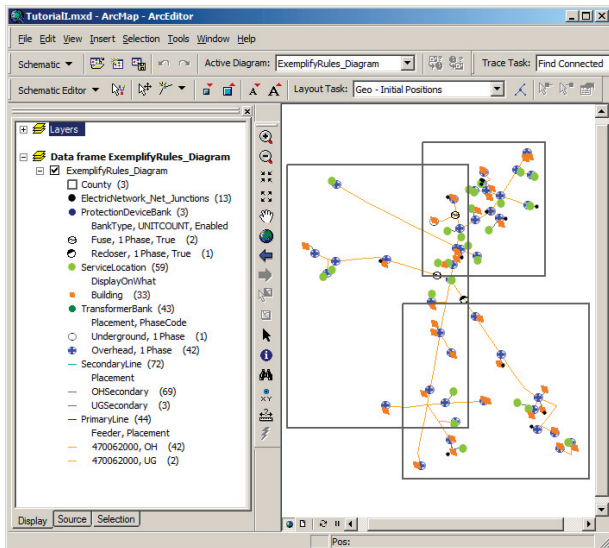 TutorialI.mxd - ArcMap - ArcEditor
File Edit View Insert Selection Tools Window Help
Schematic Active Diagram: ExemplifyRules_Diagram Trace Task: Find Connected
Schematic Editor Layout Task: Geo - Initial Positions
Layers
Data frame ExemplifyRules_Diagram
ExemplifyRules_Diagram
County (3)
ElectricNetwork_Net_Junctions (13)
ProtectionDeviceBank (3)
BankType, UNITCOUNT, Enabled
Fuse, 1 Phase, True (2)
Recloser, 1 Phase, True (1)
ServiceLocation (59)
DisplayOnWhat
Building (33)
TransformerBank (43)
Placement, PhaseCode
Underground, 1 Phase (1)
Overhead, 1 Phase (42)
SecondaryLine (72)
Placement
OHSecondary (69)
UGSecondary (3)
PrimaryLine (44)
Feeder, Placement
470062000, OH (42)
470062000, UG (2)
XY
Display Source Selection
Pos: